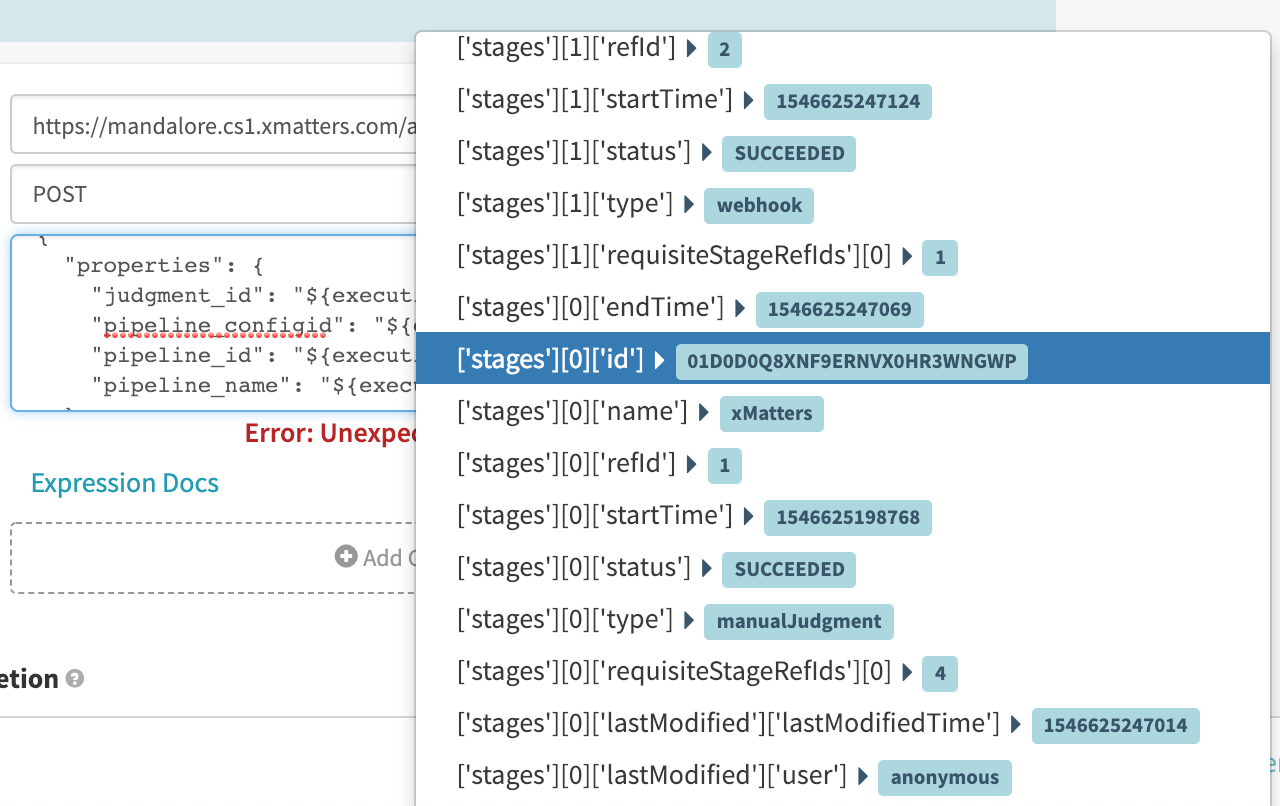 https://mandalore.cs1.xmatters.com/a
POST
{
"properties": {
"judgment_id": "${execut
"pipeline_configid": "${
"pipeline_id": "${execut
"pipeline_name": "${execu
Error: Unexpec
Expression Docs
Add
etion
['stages'][1]['refId'] 2
['stages'][1]['startTime'] 1546625247124
['stages'][1]['status'] SUCCEEDED
['stages'][1]['type'] webhook
['stages'][1]['requisiteStageRefIds'][0] 1
['stages'][0]['endTime'] 1546625247069
['stages'][0]['id'] 01D0D0Q8XNF9ERNVX0HR3WNGWP
['stages'][0]['name'] xMatters
['stages'][0]['refId'] 1
['stages'][0]['startTime'] 1546625198768
['stages'][0]['status'] SUCCEEDED
['stages'][0]['type'] manualJudgment
['stages'][0]['requisiteStageRefIds'][0] 4
['stages'][0]['lastModified']['lastModifiedTime'] 1546625247014
['stages'][0]['lastModified']['user'] anonymous